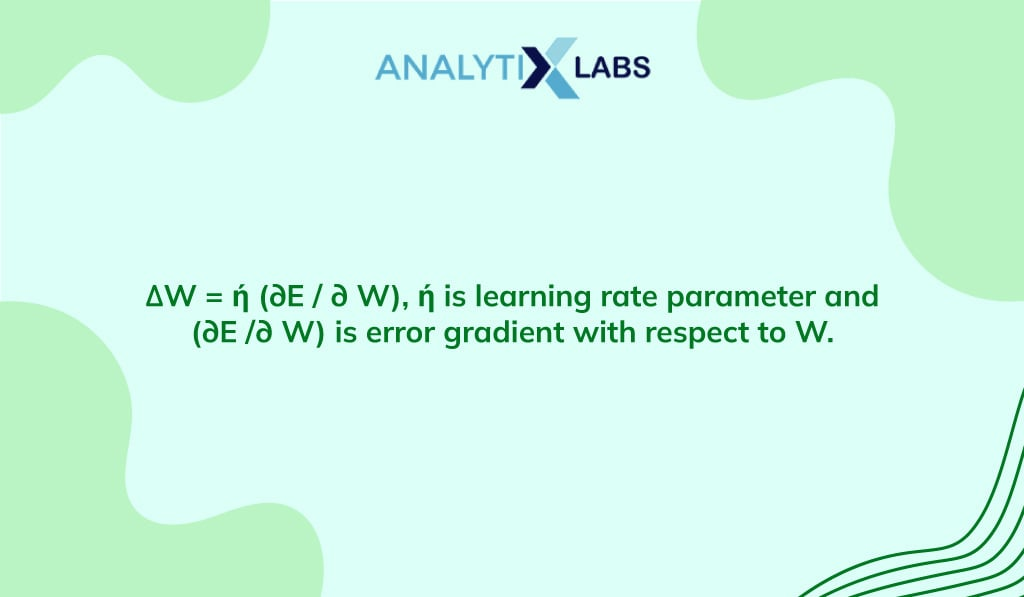 ANALYTIX LABS
ΔW = ή (∂E / ∂ W), ή is learning rate parameter and
(∂E /∂ W) is error gradient with respect to W.